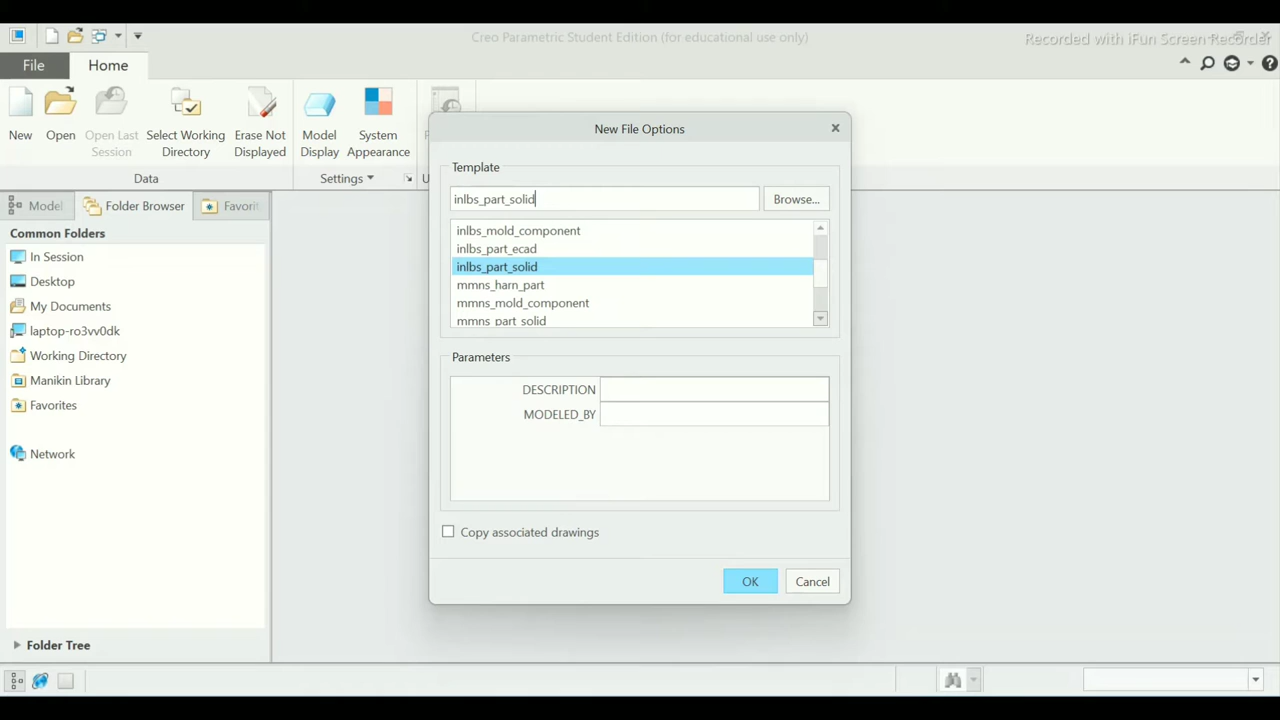 Creo Parametric Student Edition (for educational use only)
Recorded with iFun Screen Recorder
File
Home
New
Open
Open Last Session
Select Working Directory
Erase Not Displayed
Model Display
System Appearance
Data
Settings
U
New File Options
Template
inlbs_part_solid
Browse...
inlbs_mold_component
inlbs_part_ecad
inlbs_part_solid
mmns_harn_part
mmns_mold_component
mmns_part_solid
Parameters
DESCRIPTION
MODELED_BY
Copy associated drawings
OK
Cancel
Model
Folder Browser
Favori
Common Folders
In Session
Desktop
My Documents
laptop-ro3vv0dk
Working Directory
Manikin Library
Favorites
Network
Folder Tree